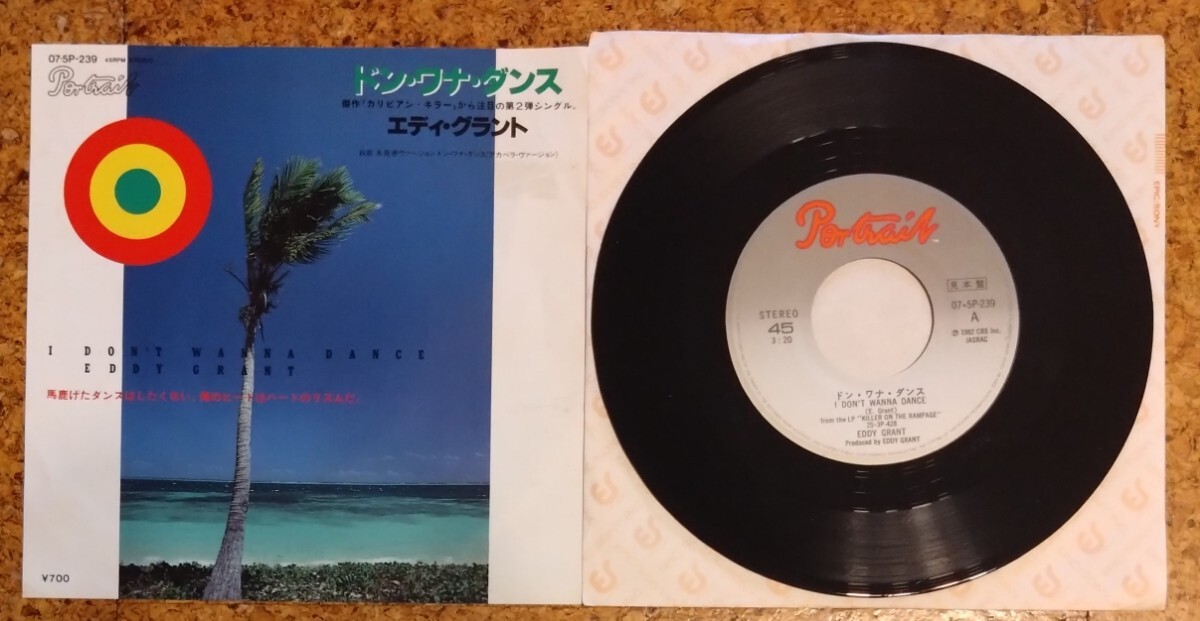 07・5P-239
Portrait
ドン・ワナ・ダンス
傑作「カリビアン・キラー」から注目の第2弾シングル。
エディ・グラント
I DON'T WANNA DANCE
EDDY GRANT
馬鹿げたダンスはしたくない。
¥700
Portrait
見本盤
STEREO
45
3:20
07・5P-239
A
Ⓟ 1982 CBS Inc.
JASRAC
ドン・ワナ・ダンス
I DON'T WANNA DANCE
(E. Grant)
from the LP "KILLER ON THE RAMPAGE"
25・3P-428
EDDY GRANT
Produced by EDDY GRANT
EPIC/SONY